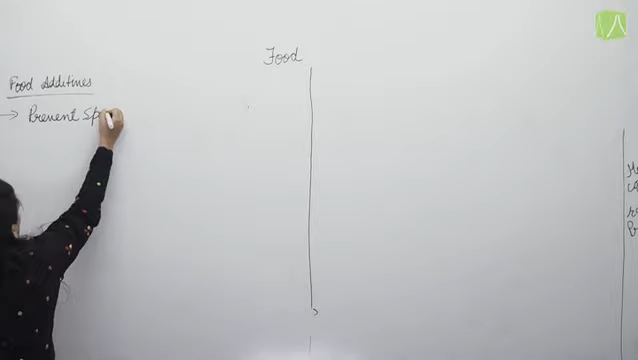 Food
Food Additives
→ Prevent Sp